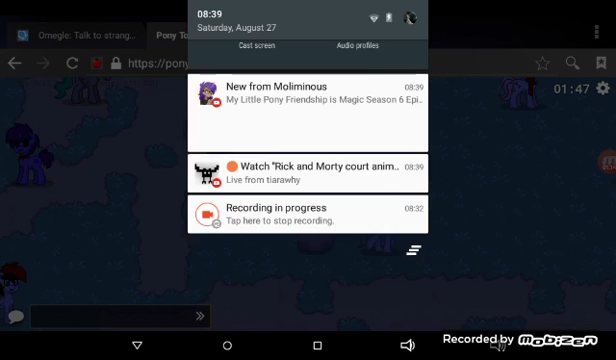 08:39
Saturday, August 27
Omegle: Talk to strang..
Pony To
https://pony
Cast screen
Audio profiles
01:47
New from Moliminous
08:39
My Little Pony Friendship is Magic Season 6 Epi..
Watch "Rick and Morty court anim..
08:39
Live from tiarawhy
Recording in progress
08:32
Tap here to stop recording.
Recorded by mobizen